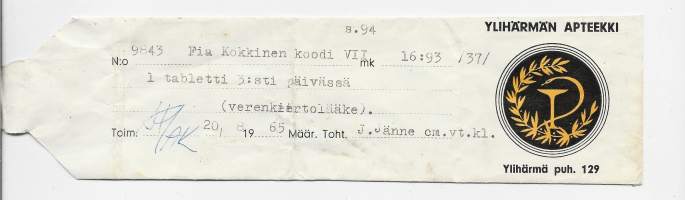 s.94
YLIHÄRMÄN APTEEKKI
N:o 9843 Fia Kokkinen koodi VII mk 16:93 /37/
1 tabletti 3:sti päivässä
(verenkiertolääke).
Toim. 20/ 8 19 65 Määr. Toht. J.Jänne cm.vt.kl.
Ylihärmä puh. 129